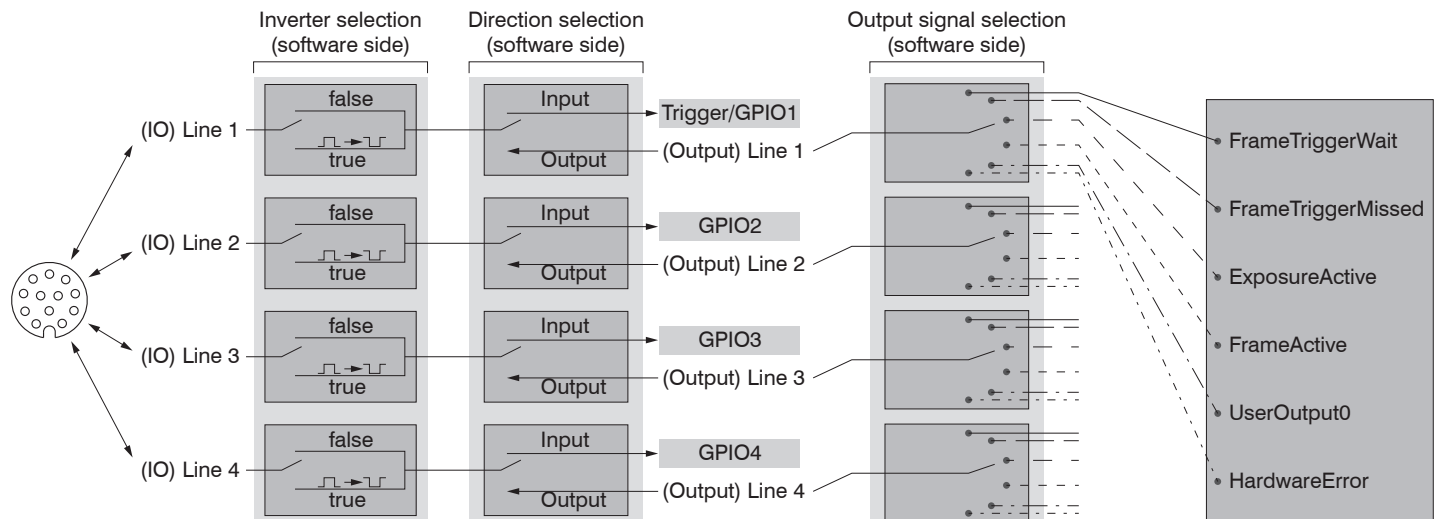 Inverter selection
(software side)
Direction selection
(software side)
Output signal selection
(software side)
(IO) Line 1
false
true
Input
Output
Trigger/GPIO1
(Output) Line 1
(IO) Line 2
false
true
Input
Output
GPIO2
(Output) Line 2
(IO) Line 3
false
true
Input
Output
GPIO3
(Output) Line 3
(IO) Line 4
false
true
Input
Output
GPIO4
(Output) Line 4
FrameTriggerWait
FrameTriggerMissed
ExposureActive
FrameActive
UserOutput0
HardwareError